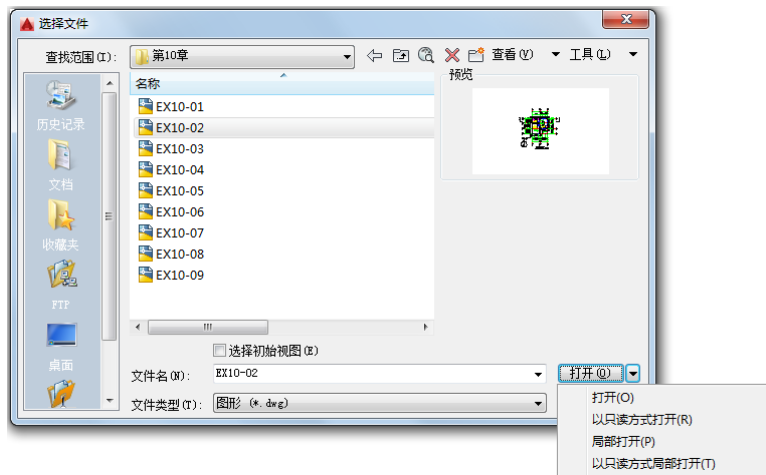 选择文件
查找范围(I): 第10章 查看(V) 工具(L)
名称 预览
EX10-01
EX10-02
EX10-03
EX10-04
EX10-05
EX10-06
EX10-07
EX10-08
EX10-09
历史记录
文档
收藏夹
FTP
桌面
选择初始视图(E)
文件名(N): EX10-02 打开(O)
文件类型(T): 图形 (*.dwg)
打开(O)
以只读方式打开(R)
局部打开(P)
以只读方式局部打开(T)